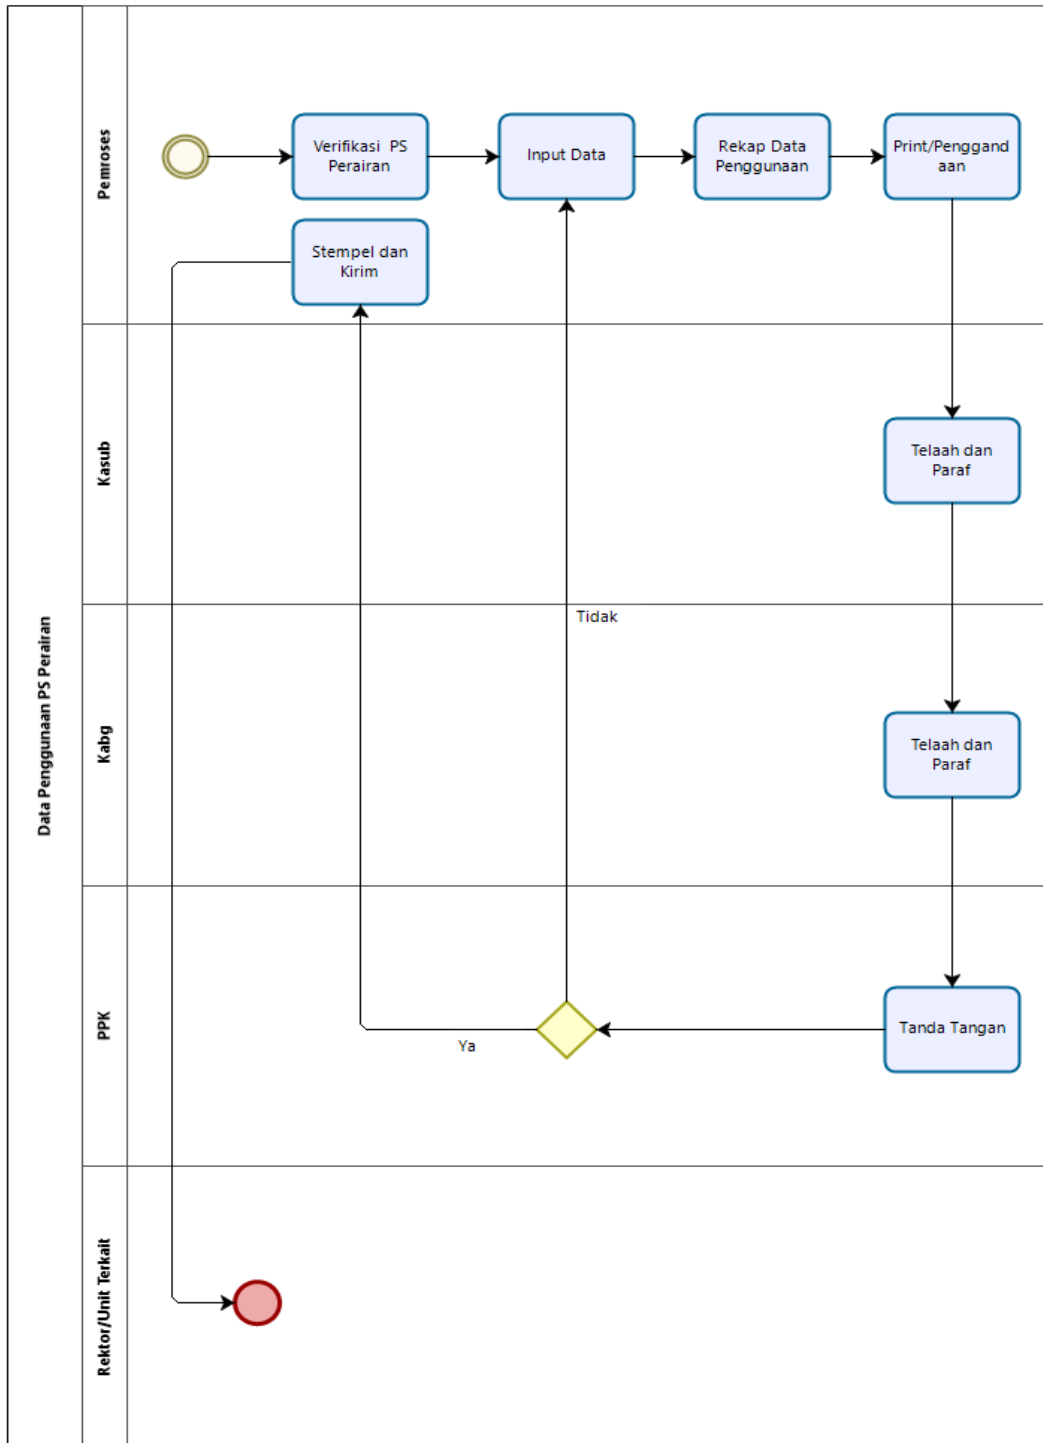 Data Penggunaan PS Perairan
Pemroses
Verifikasi PS
Perairan
Input Data
Rekap Data
Penggunaan
Print/Penggand
aan
Stempel dan
Kirim
Kasub
Telaah dan
Paraf
Tidak
Kabg
Telaah dan
Paraf
PPK
Tanda Tangan
Ya
Rektor/Unit Terkait